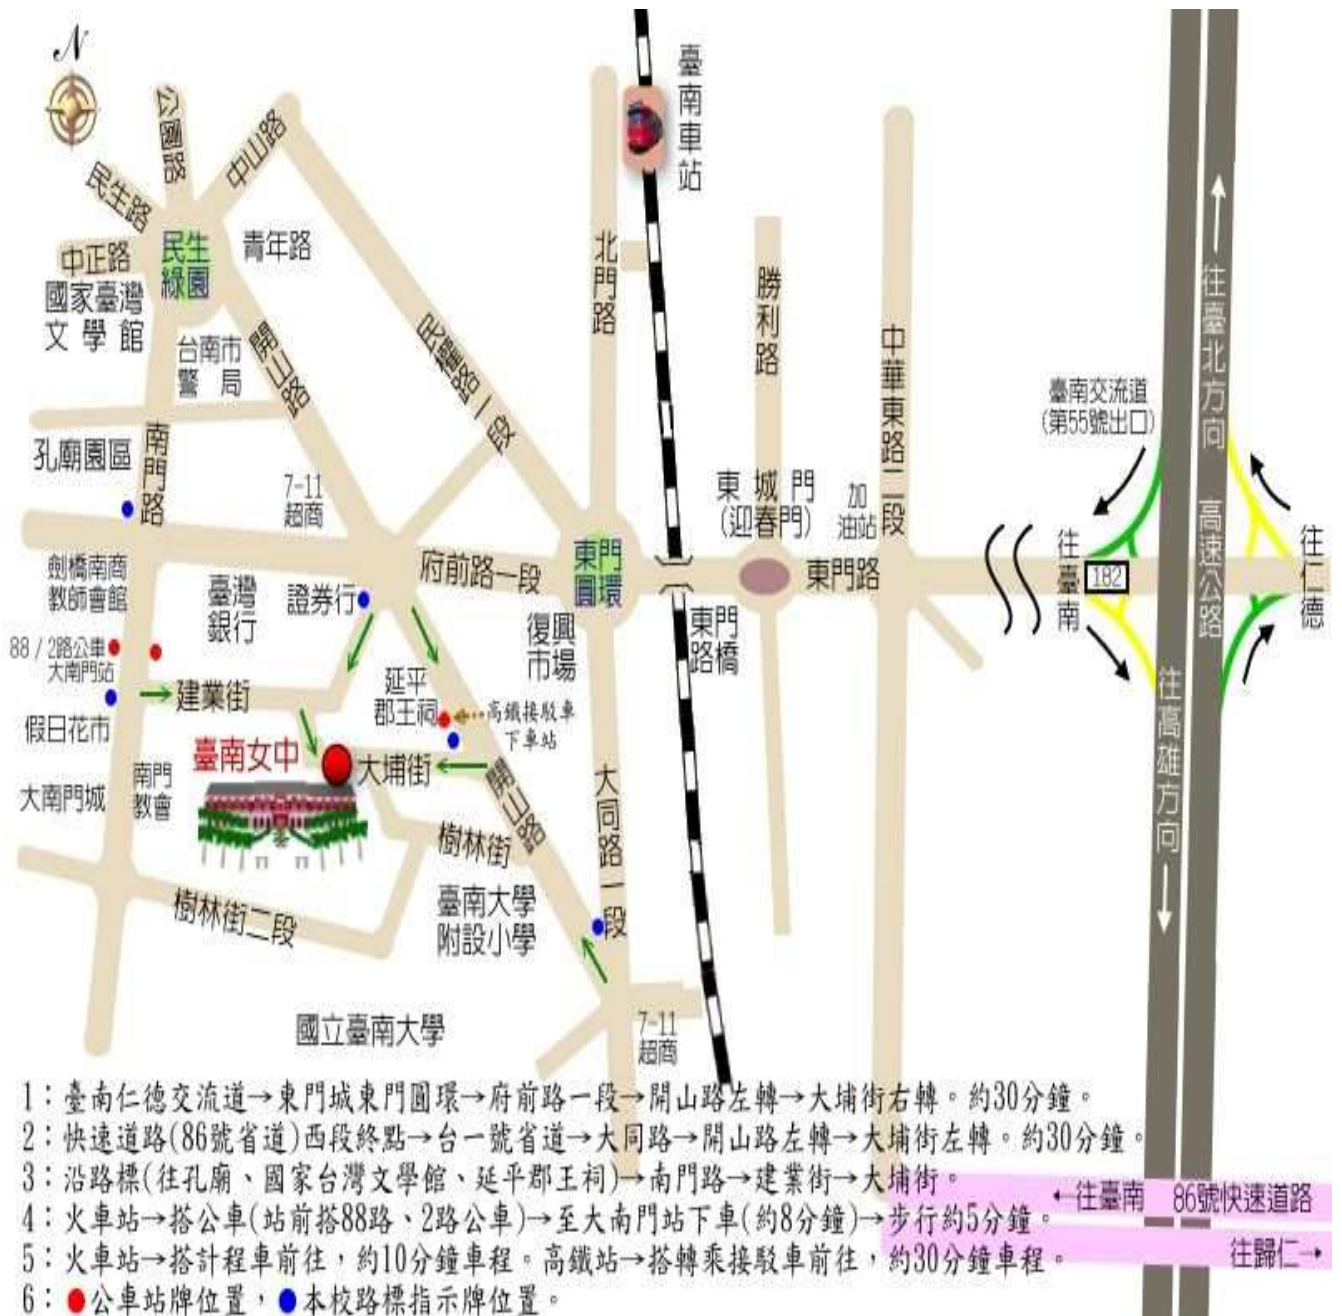 N
臺南車站
公園路
中山路
民生路
中正路
民生
綠園
青年路
國家臺灣
文學館
台南市
警局
開山路
民權路一段
北門路
勝利路
中華東路二段
往臺北方向
臺南交流道
(第55號出口)
孔廟園區
南門路
7-11
超商
東城門
(迎春門)
加
油站
高速公路
劍橋南商
教師會館
臺灣
銀行
證券行
府前路一段
東門
圓環
東門路
往臺南
182
往仁德
88 / 2路公車
大南門站
復興
市場
東門
路橋
建業街
延平
郡王祠
高鐵接駁車
下車站
假日花市
臺南女中
大埔街
開山路
大同路一段
往高雄方向
大南門城
南門
教會
樹林街
樹林街二段
臺南大學
附設小學
國立臺南大學
7-11
超商
1：臺南仁德交流道→東門城東門圓環→府前路一段→開山路左轉→大埔街右轉。約30分鐘。
2：快速道路(86號省道)西段終點→台一號省道→大同路→開山路左轉→大埔街左轉。約30分鐘。
3：沿路標(往孔廟、國家台灣文學館、延平郡王祠)→南門路→建業街→大埔街。
←往臺南 86號快速道路
4：火車站→搭公車(站前搭88路、2路公車)→至大南門站下車(約8分鐘)→步行約5分鐘。
往歸仁→
5：火車站→搭計程車前往，約10分鐘車程。高鐵站→搭轉乘接駁車前往，約30分鐘車程。
6：●公車站牌位置，●本校路標指示牌位置。